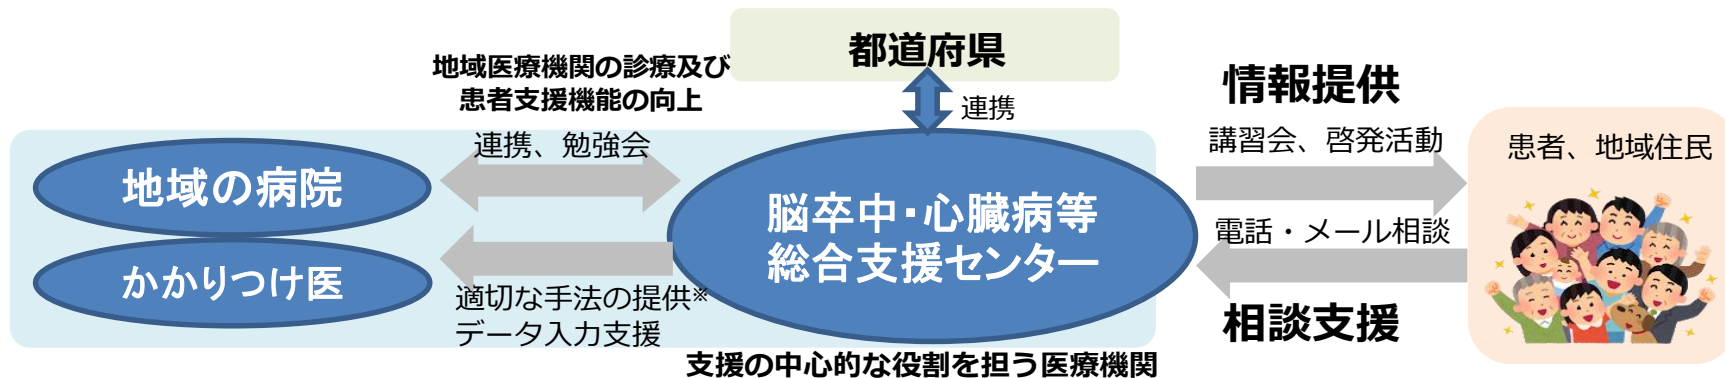 都道府県
連携
地域医療機関の診療及び
患者支援機能の向上
連携、勉強会
地域の病院
かかりつけ医
適切な手法の提供※
データ入力支援
脳卒中・心臓病等
総合支援センター
支援の中心的な役割を担う医療機関
情報提供
講習会、啓発活動
電話・メール相談
相談支援
患者、地域住民